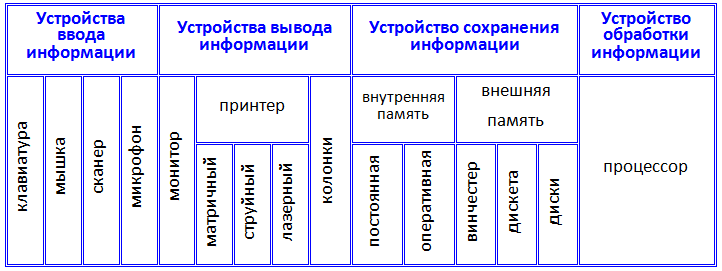 Устройства
ввода
информации
Устройства вывода
информации
Устройство сохранения
информации
Устройство
обработки
информации
клавиатура
мышка
сканер
микрофон
монитор
принтер
матричный
струйный
лазерный
колонки
внутренняя
память
постоянная
оперативная
внешняя
память
винчестер
дискета
диски
процессор